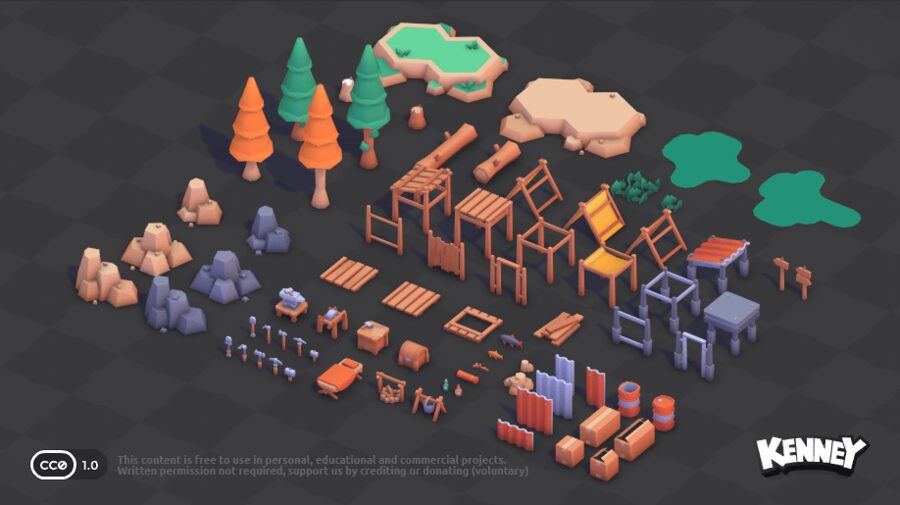 CC0 1.0
This content is free to use in personal, educational and commercial projects.
Written permission not required, support us by crediting or donating (voluntary)
KENNEY